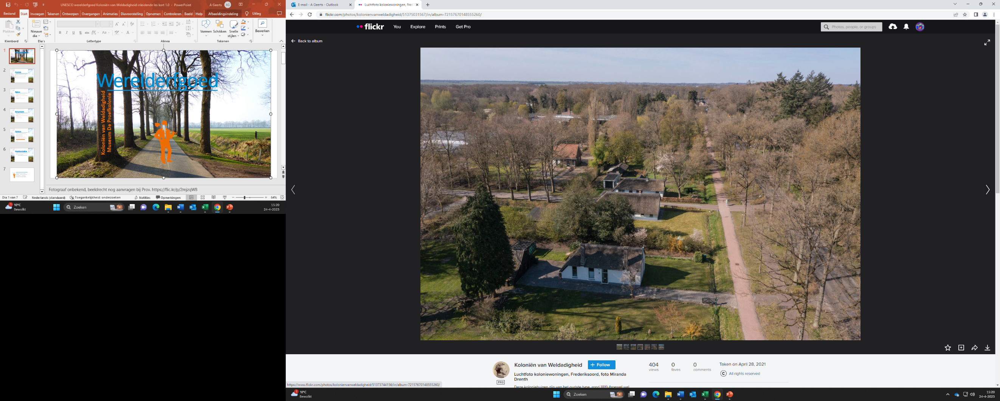 UNESCO werelderfgoed Koloniën van Weldadigheid inleidende les kort 1.0 - PowerPoint
A Geerts AG
Bestand Start Invoegen Tekenen Ontwerpen Overgangen Animaties Diavoorstelling Opnemen Controleren Beeld Help Afbeeldingsindeling Uitleg
Plakken
Nieuwe dia
B I U S abc AV Aa A
Vormen Schikken Snelle stijlen
Bewerken
Klembord Dia's Lettertype Alinea Tekenen
1
2
3
4
5
6
7
Werelderfgoed
Koloniën van Weldadigheid
Museum De Proefkolonie
Fotograaf onbekend, beeldrecht nog aanvragen bij Prov. https://flic.kr/p/2mjzqW8
Dia 1 van 7 Nederlands (standaard) Toegankelijkheid: onderzoeken Notities Opmerkingen 64%
1 10°C
Bewolkt
Zoeken
15:20
24-4-2023
E-mail - A Geerts - Outlook
Luchtfoto koloniewoningen, Fred
flickr.com/photos/kolonienvanweldadigheid/51375031567/in/album-72157670148555260/
flickr You Explore Prints Get Pro
Photos, people, or groups
Back to album
Koloniën van Weldadigheid
+ Follow
PRO
Luchtfoto koloniewoningen, Frederiksoord, foto Miranda
Drenth
Deze koloniehuizen zijn van het oudste type, rond 1819 (hoewel wel
404
views
0
faves
0
comments
Taken on April 28, 2021
© All rights reserved
https://www.flickr.com/photos/kolonienvanweldadigheid/51373744156/in/album-72157670148555260/
1 10°C
Bewolkt
Zoeken
15:20
24-4-2023